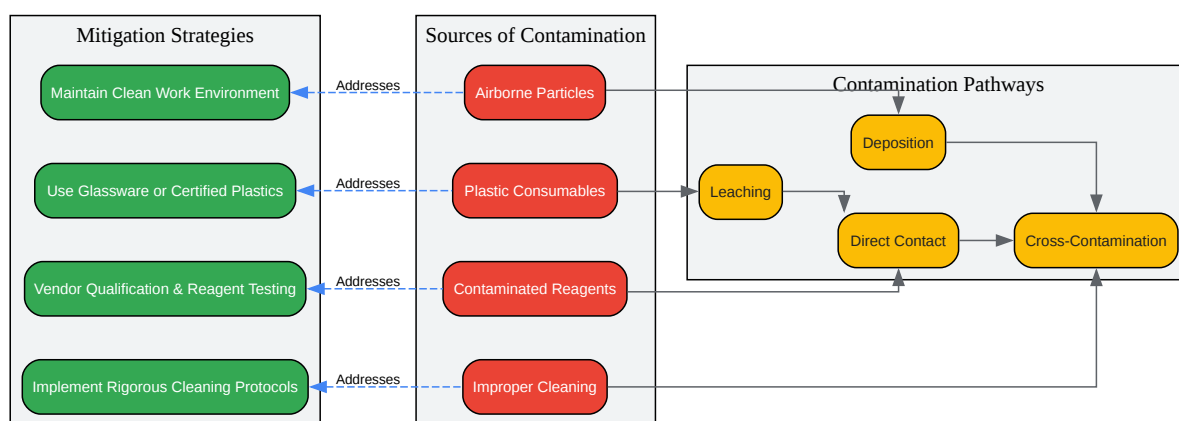 Mitigation Strategies
Sources of Contamination
Contamination Pathways
Maintain Clean Work Environment
Addresses
Airborne Particles
Deposition
Use Glassware or Certified Plastics
Addresses
Plastic Consumables
Leaching
Direct Contact
Cross-Contamination
Vendor Qualification & Reagent Testing
Addresses
Contaminated Reagents
Implement Rigorous Cleaning Protocols
Addresses
Improper Cleaning